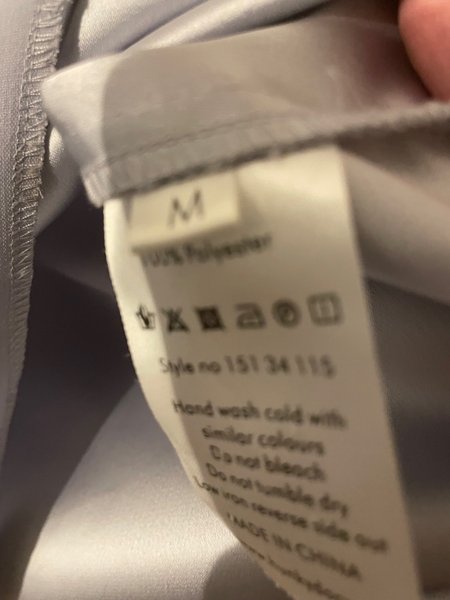 M
100% Polyester
Style no 151 34 115
Hand wash cold with
similar colours
Do not bleach
Do not tumble dry
Low iron reverse side out
MADE IN CHINA